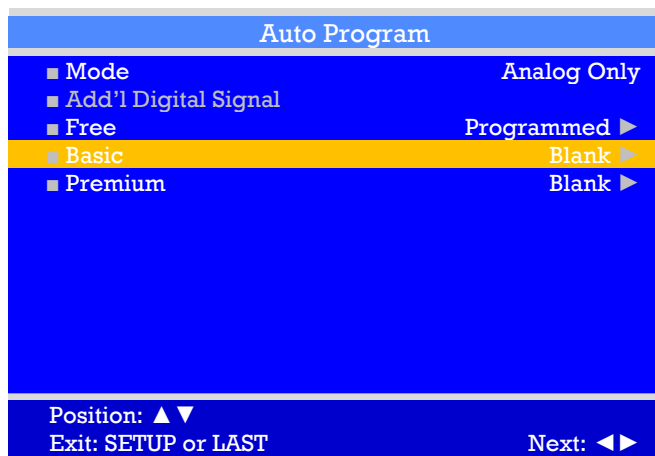 Auto Program
■ Mode Analog Only
■ Add'l Digital Signal
■ Free Programmed ►
■ Basic Blank ►
■ Premium Blank ►
Position: ▲▼
Exit: SETUP or LAST Next: ◄►